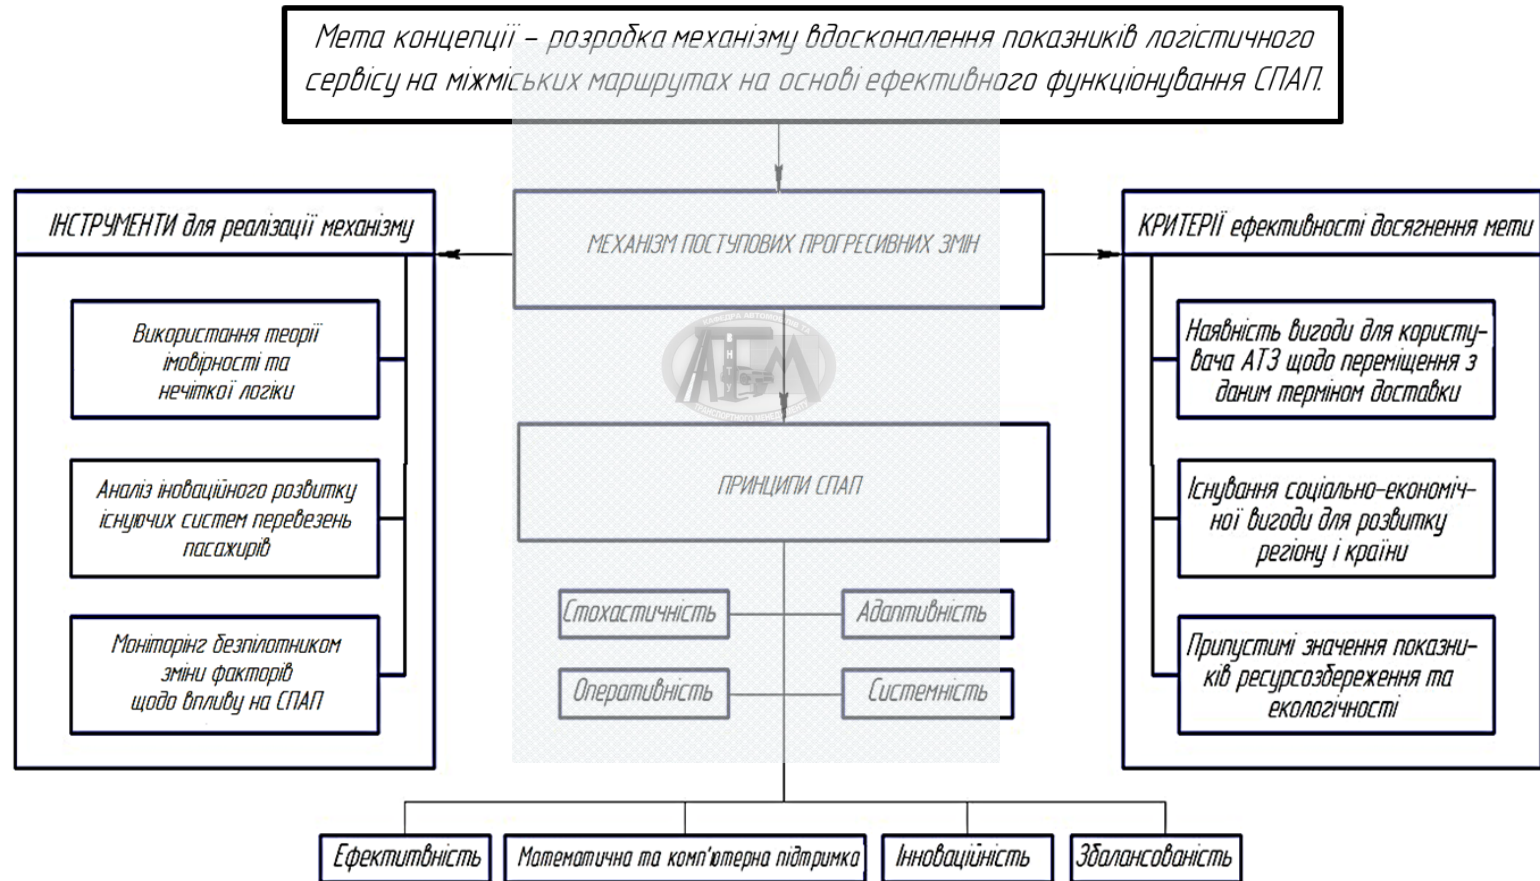 Мета концепції – розробка механізму вдосконалення показників логістичного
сервісу на міжміських маршрутах на основі ефективного функціонування СПАП.
ІНСТРУМЕНТИ для реалізації механізму
Використання теорії
імовірності та
нечіткої логіки
Аналіз іноваційного розвитку
існуючих систем перевезень
пасажирів
Моніторінг безпілотником
зміни факторів
щодо впливу на СПАП
МЕХАНІЗМ ПОСТУПОВИХ ПРОГРЕСИВНИХ ЗМІН
АТМ
ВНТУ
ПРИНЦИПИ СПАП
Стохастичність
Адаптивність
Оперативність
Системність
КРИТЕРІЇ ефективності досягнення мети
Наявність вигоди для користу-
вача АТЗ щодо переміщення з
даним терміном доставки
Існування соціально-економіч-
ної вигоди для розвитку
регіону і країни
Припустимі значення показни-
ків ресурсозбереження та
екологічності
Ефектитвність
Математична та комп'ютерна підтримка
Інноваційність
Збалансованість